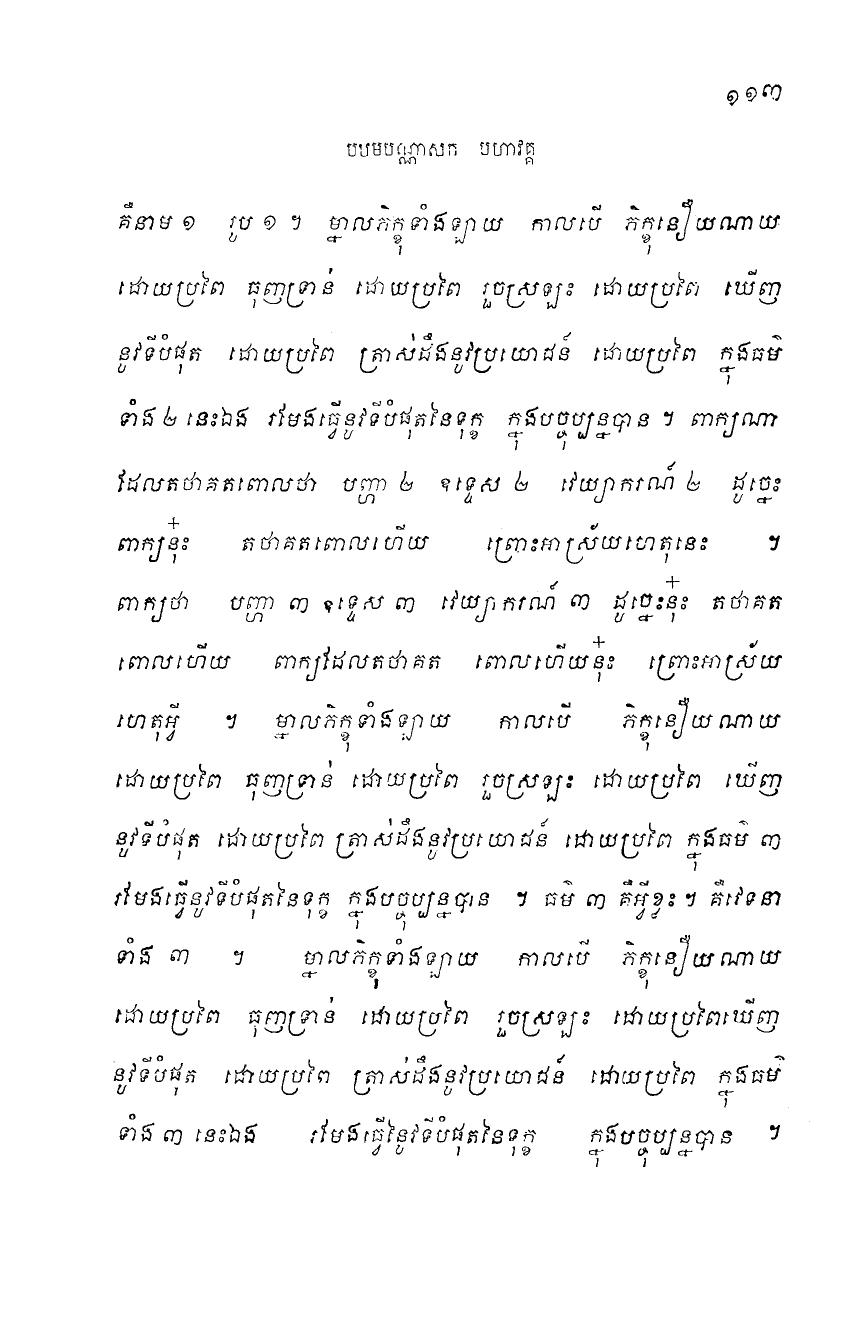 ១១៣
បឋមបណ្ណាសក មហាវគ្គ
គឺនាម ១ រូប ១ ។ ម្នាលភិក្ខុទាំងឡាយ កាលបើ ភិក្ខុនឿយណាយ
ដោយប្រពៃ ធុញទ្រាន់ ដោយប្រពៃ រួចស្រឡះ ដោយប្រពៃ ឃើញ
នូវទីបំផុត ដោយប្រពៃ ត្រាស់ដឹងនូវប្រយោជន៍ ដោយប្រពៃ ក្នុងធម៌
ទាំង ២ នេះឯង រមែងធ្វើនូវទីបំផុតនៃទុក្ខ ក្នុងបច្ចុប្បន្នបាន ។ ពាក្យណា
ដែលតថាគតពោលថា បញ្ហា ២ ឧទ្ទេស ២ វេយ្យាករណ៍ ២ ដូច្នេះ
ពាក្យនុ៎ះ តថាគតពោលហើយ ព្រោះអាស្រ័យហេតុនេះ ។
ពាក្យថា បញ្ហា ៣ ឧទ្ទេស ៣ វេយ្យាករណ៍ ៣ ដូច្នេះនុ៎ះ តថាគត
ពោលហើយ ពាក្យដែលតថាគត ពោលហើយនុ៎ះ ព្រោះអាស្រ័យ
ហេតុអ្វី ។ ម្នាលភិក្ខុទាំងឡាយ កាលបើ ភិក្ខុនឿយណាយ
ដោយប្រពៃ ធុញទ្រាន់ ដោយប្រពៃ រួចស្រឡះ ដោយប្រពៃ ឃើញ
នូវទីបំផុត ដោយប្រពៃ ត្រាស់ដឹងនូវប្រយោជន៍ ដោយប្រពៃ ក្នុងធម៌ ៣
រមែងធ្វើនូវទីបំផុតនៃទុក្ខ ក្នុងបច្ចុប្បន្នបាន ។ ធម៌ ៣ គឺអ្វីខ្លះ ។ គឺវេទនា
ទាំង ៣ ។ ម្នាលភិក្ខុទាំងឡាយ កាលបើ ភិក្ខុនឿយណាយ
ដោយប្រពៃ ធុញទ្រាន់ ដោយប្រពៃ រួចស្រឡះ ដោយប្រពៃឃើញ
នូវទីបំផុត ដោយប្រពៃ ត្រាស់ដឹងនូវប្រយោជន៍ ដោយប្រពៃ ក្នុងធម៌
ទាំង ៣ នេះឯង រមែងធ្វើនូវទីបំផុតនៃទុក្ខ ក្នុងបច្ចុប្បន្នបាន ។